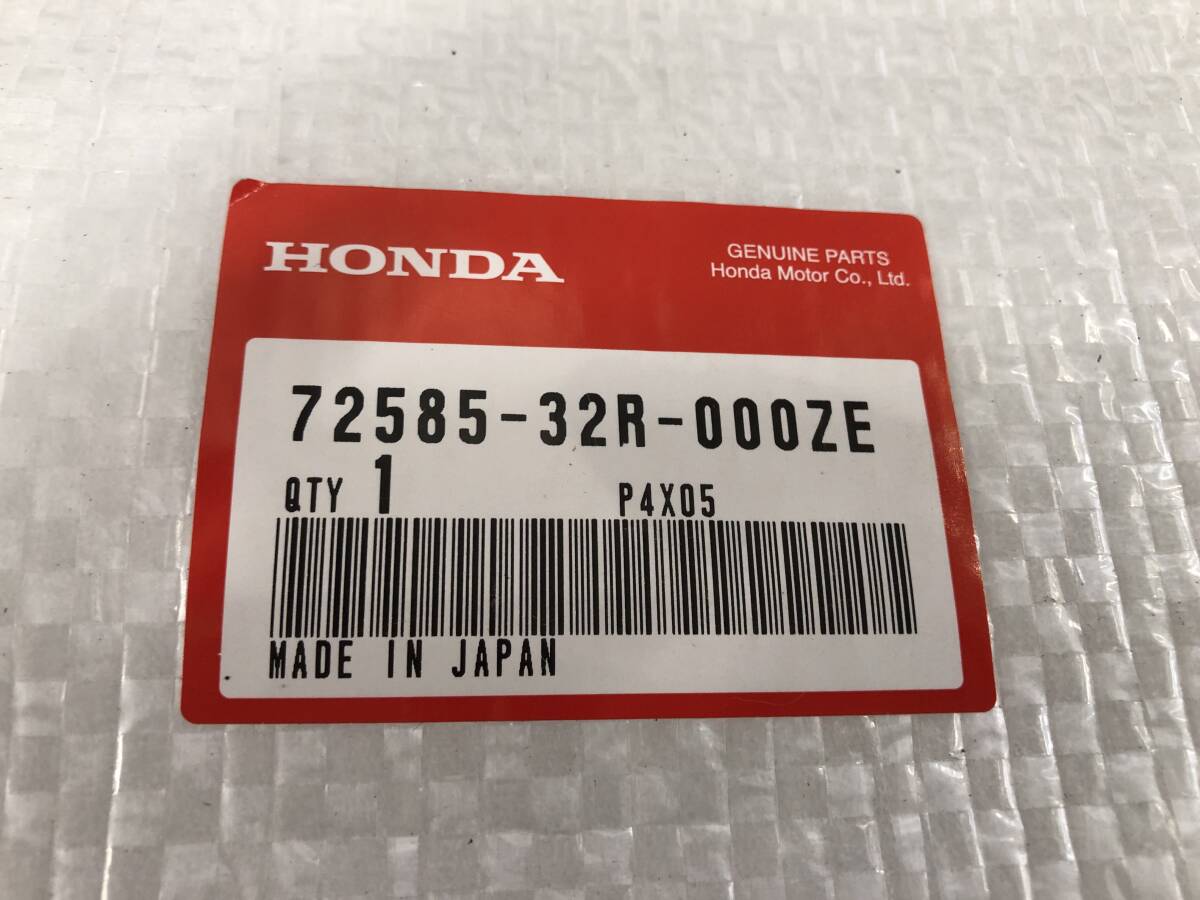 HONDA
GENUINE PARTS
Honda Motor Co., Ltd.
72585-32R-000ZE
QTY 1 P4X05
MADE IN JAPAN